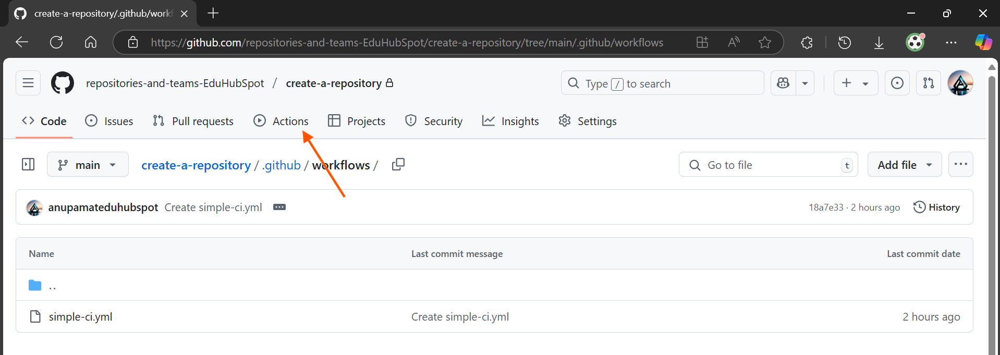 create-a-repository/.github/workf
https://github.com/repositories-and-teams-EduHubSpot/create-a-repository/tree/main/.github/workflows
repositories-and-teams-EduHubSpot / create-a-repository
Type / to search
Code Issues Pull requests Actions Projects Security Insights Settings
main create-a-repository / .github / workflows /
Go to file t Add file
anupamateduhubspot Create simple-ci.yml
18a7e33 · 2 hours ago History
Name Last commit message Last commit date
..
simple-ci.yml Create simple-ci.yml 2 hours ago